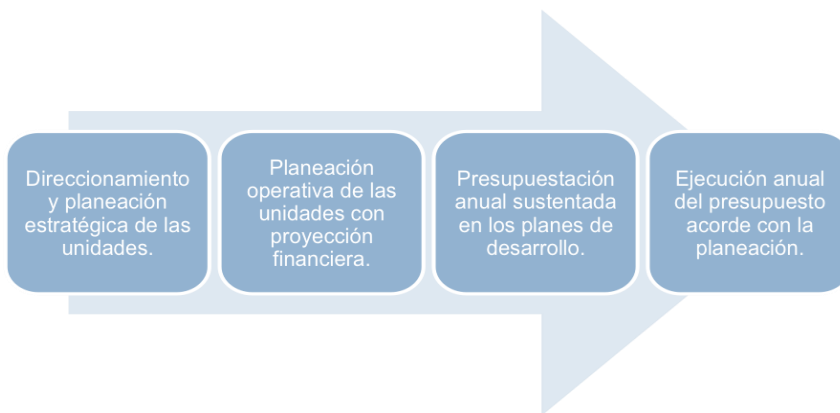 Direccionamiento
y planeación
estratégica de las
unidades.
Planeación
operativa de las
unidades con
proyección
financiera.
Presupuestación
anual sustentada
en los planes de
desarrollo.
Ejecución anual
del presupuesto
acorde con la
planeación.